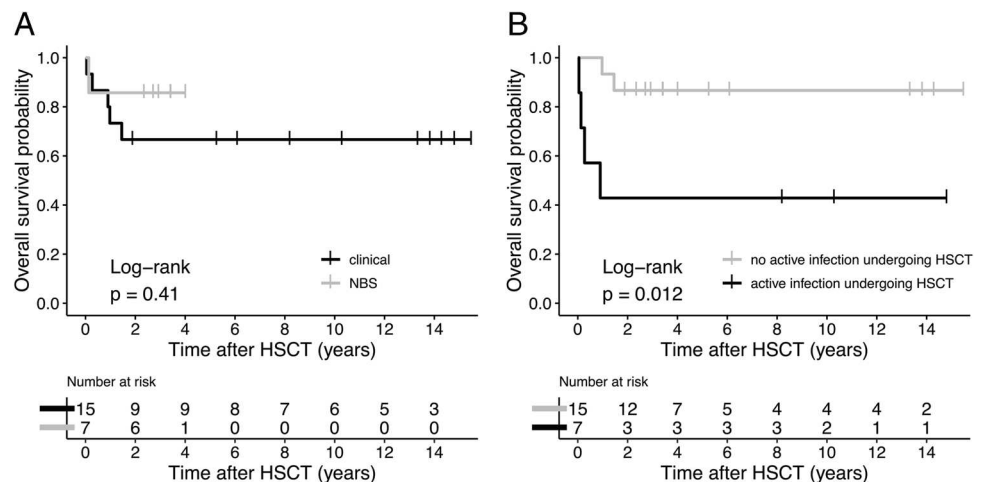 A
Overall survival probability
1.0
0.8
0.6
0.4
0.2
0.0
Log−rank
p = 0.41
clinical
NBS
0 2 4 6 8 10 12 14
Time after HSCT (years)
Number at risk
15 9 9 8 7 6 5 3
7 6 1 0 0 0 0 0
0 2 4 6 8 10 12 14
Time after HSCT (years)
B
Overall survival probability
1.0
0.8
0.6
0.4
0.2
0.0
Log−rank
p = 0.012
no active infection undergoing HSCT
active infection undergoing HSCT
0 2 4 6 8 10 12 14
Time after HSCT (years)
Number at risk
15 12 7 5 4 4 4 2
7 3 3 3 3 2 1 1
0 2 4 6 8 10 12 14
Time after HSCT (years)